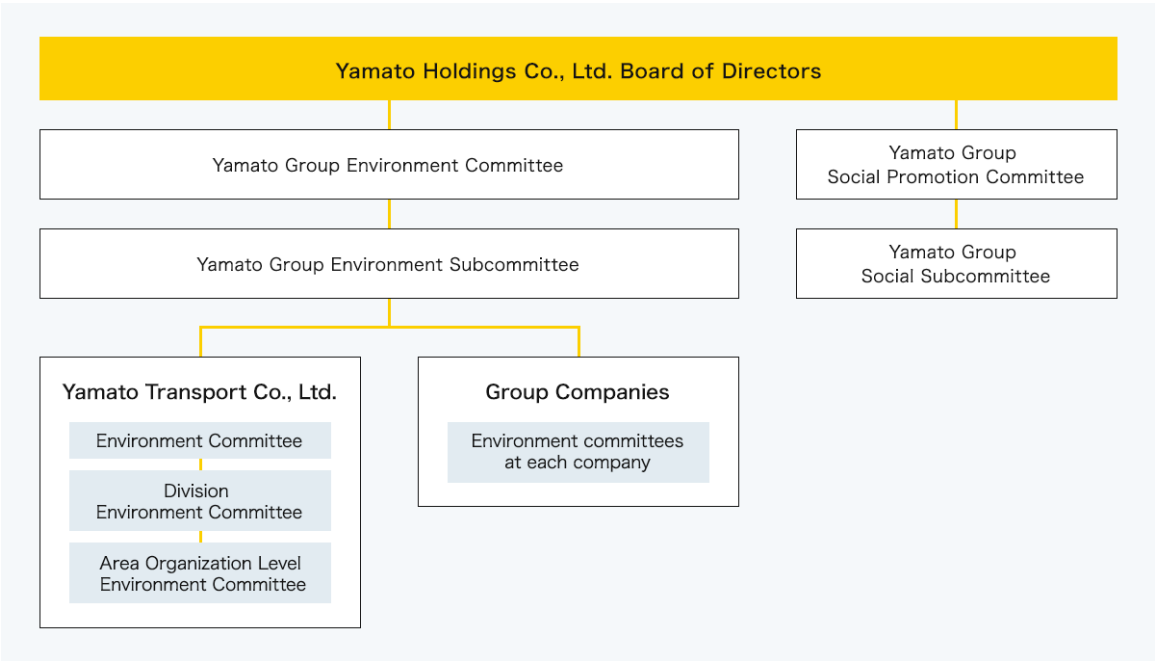 Yamato Holdings Co., Ltd. Board of Directors
Yamato Group Environment Committee
Yamato Group
Social Promotion Committee
Yamato Group Environment Subcommittee
Yamato Group
Social Subcommittee
Yamato Transport Co., Ltd.
Environment Committee
Division
Environment Committee
Area Organization Level
Environment Committee
Group Companies
Environment committees
at each company